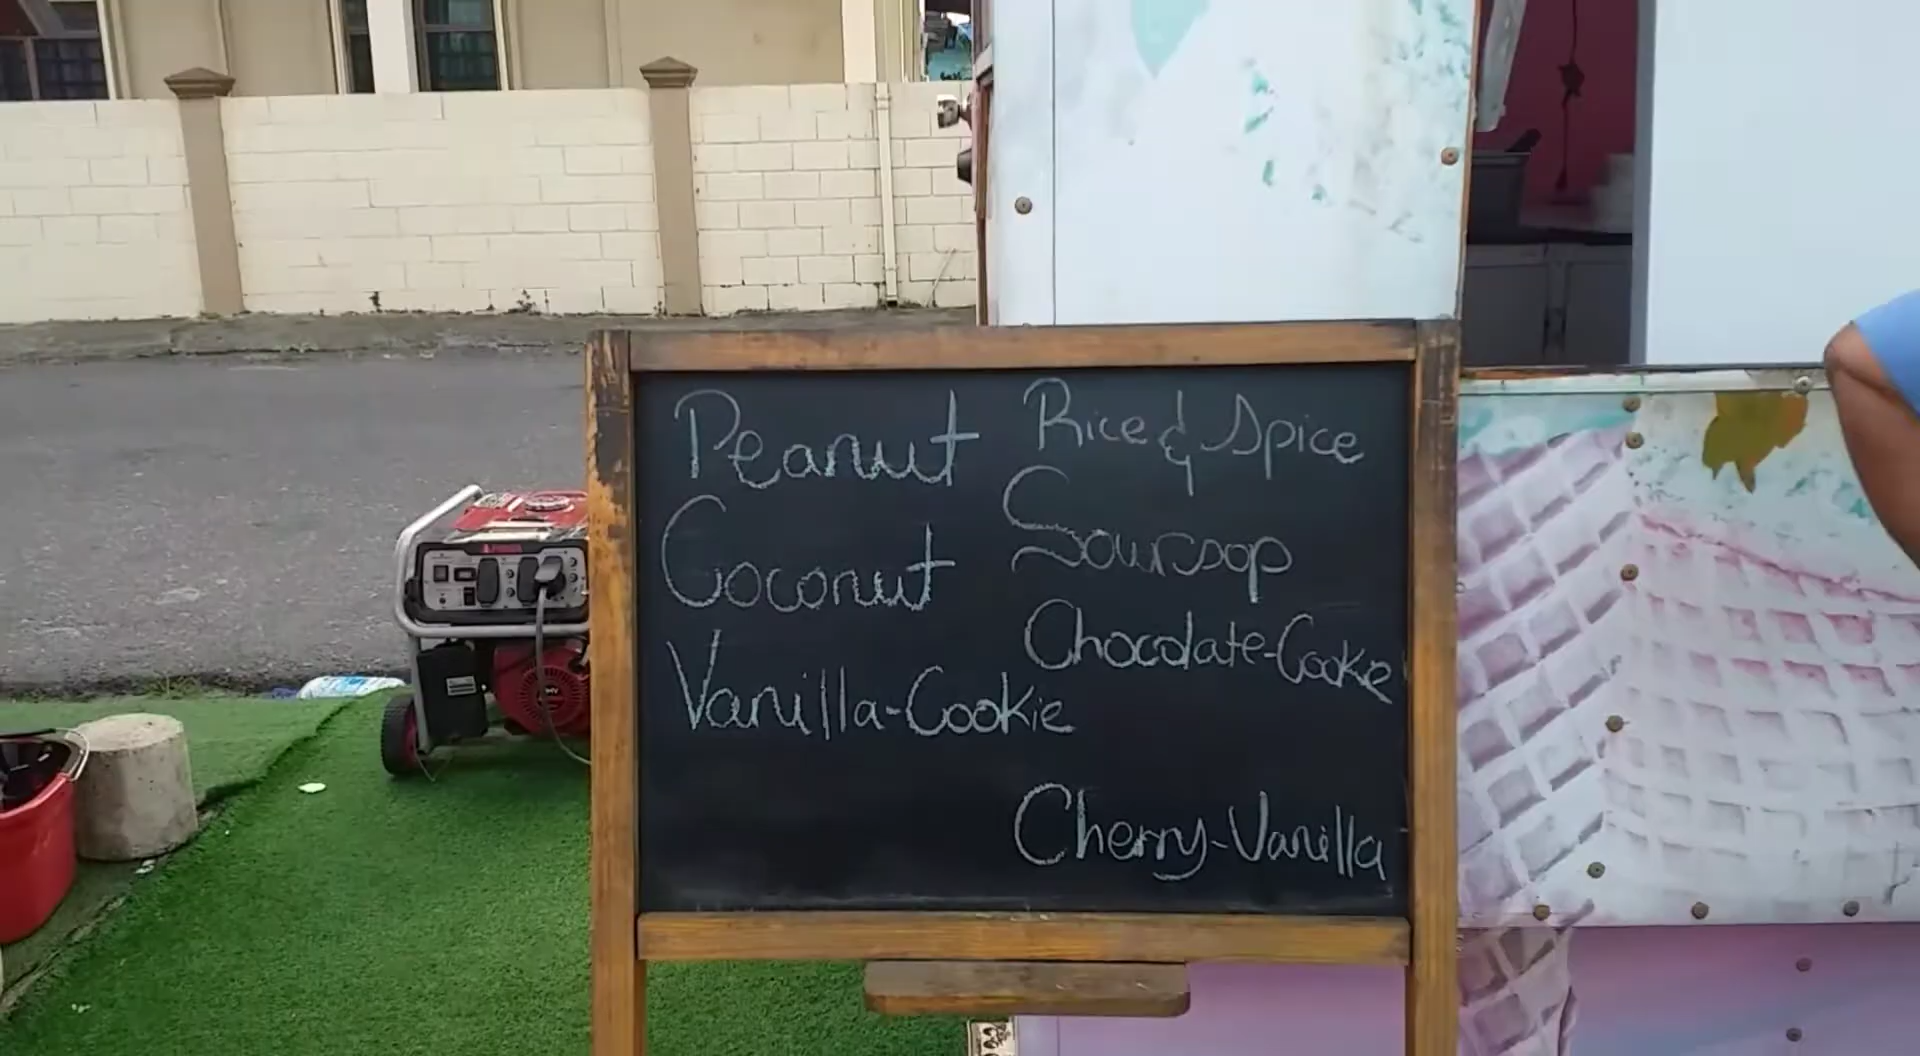 Peanut
Coconut
Vanilla-Cookie
Rice & Spice
Soursop
Chocolate-Cookie
Cherry-Vanilla